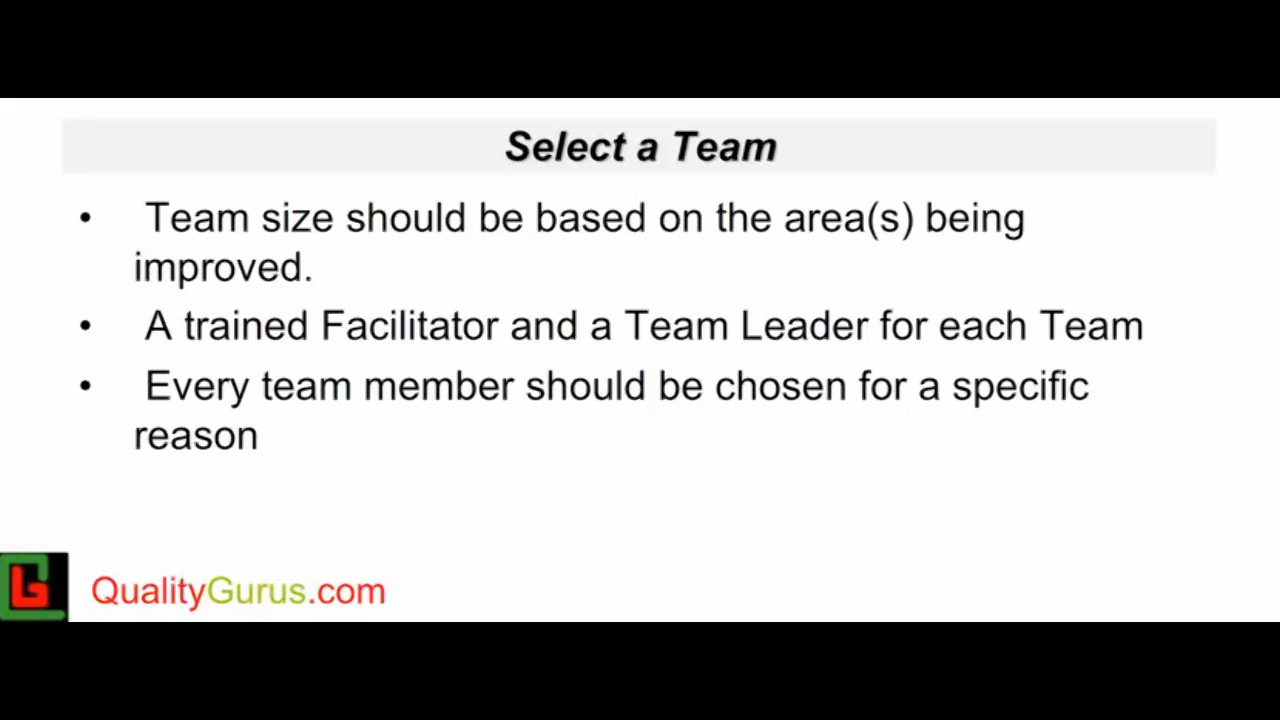 Select a Team
• Team size should be based on the area(s) being
improved.
• A trained Facilitator and a Team Leader for each Team
• Every team member should be chosen for a specific
reason
QualityGurus.com